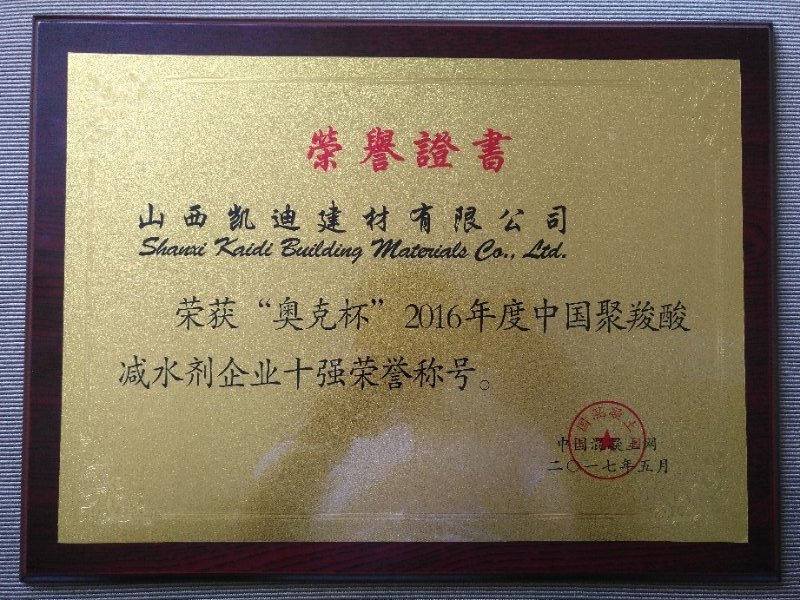 榮譽證書
山西凯迪建材有限公司
Shanxi Kaidi Building Materials Co., Ltd.
荣获“奥克杯”2016年度中国聚羧酸
减水剂企业十强荣誉称号。
中国混凝土网
二〇一七年五月